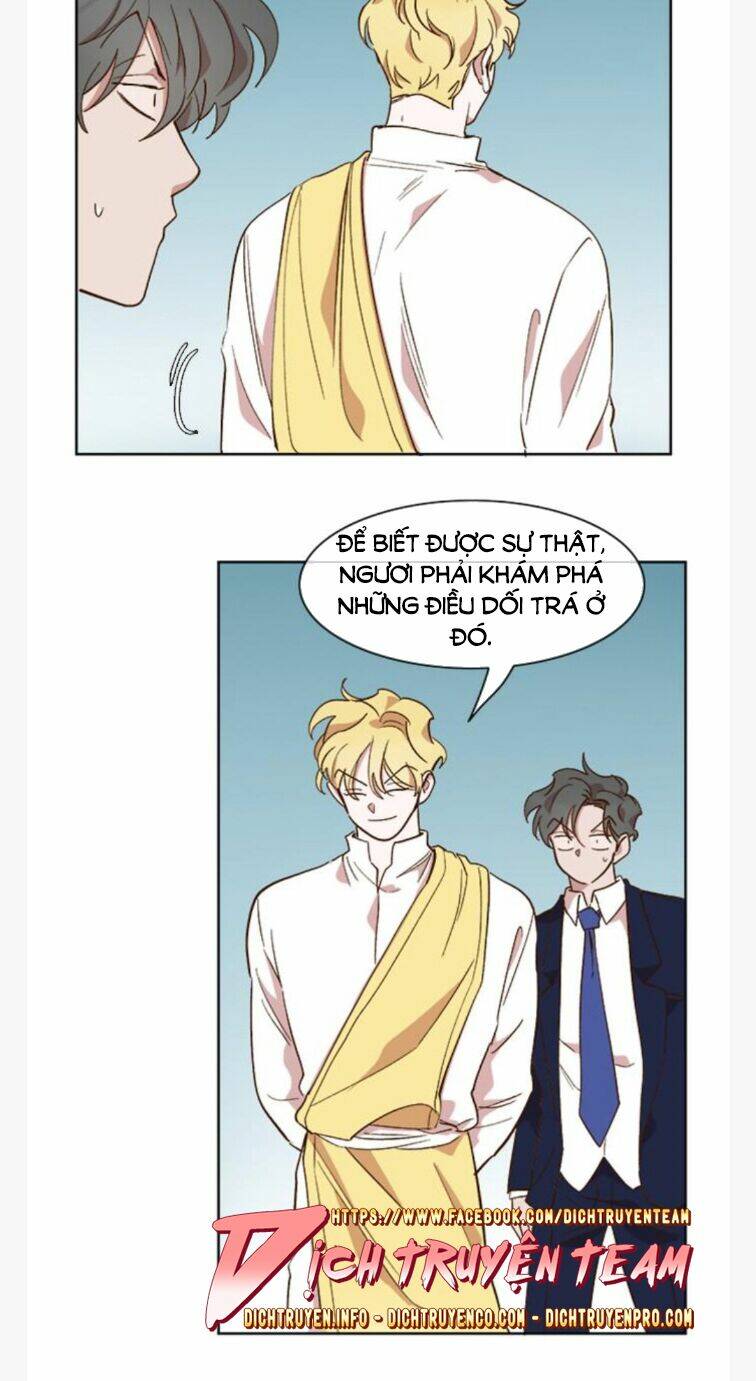 ĐỂ BIẾT ĐƯỢC SỰ THẬT,
NGƯƠI PHẢI KHÁM PHÁ
NHỮNG ĐIỀU DỐI TRÁ Ở
ĐÓ.
HTTPS://WWW.FACEBOOK.COM/DICHTRUYENTEAM
DỊCH TRUYỆN TEAM
DICHTRUYEN.INFO - DICHTRUYENCO.COM - DICHTRUYENPRO.COM